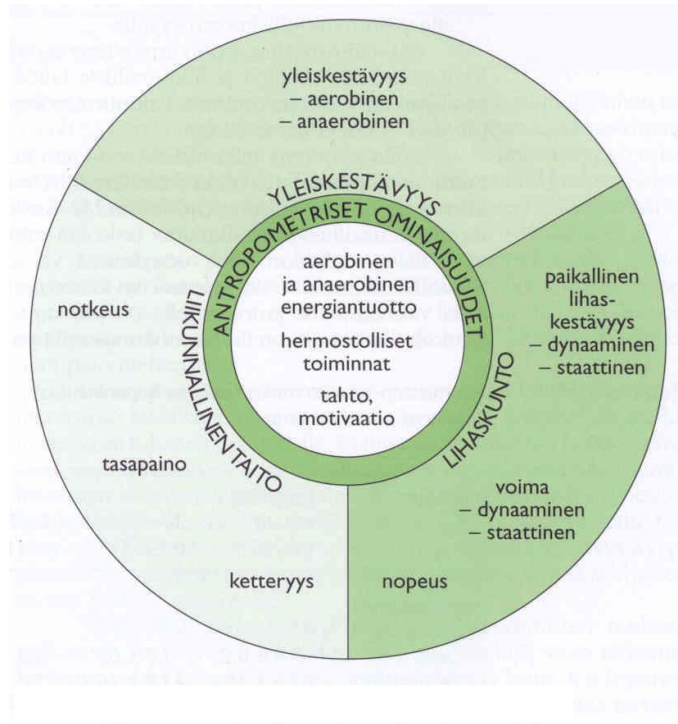 yleiskestävyys
– aerobinen
– anaerobinen
YLEISKESTÄVYYS
ANTROPOMETRISET OMINAISUUDET
aerobinen
ja anaerobinen
energiantuotto
hermostolliset
toiminnat
tahto,
motivaatio
paikallinen
lihas-
kestävyys
– dynaaminen
– staattinen
LIHASKUNTO
voima
– dynaaminen
– staattinen
nopeus
LIIKUNNALLINEN TAITO
notkeus
tasapaino
ketteryys